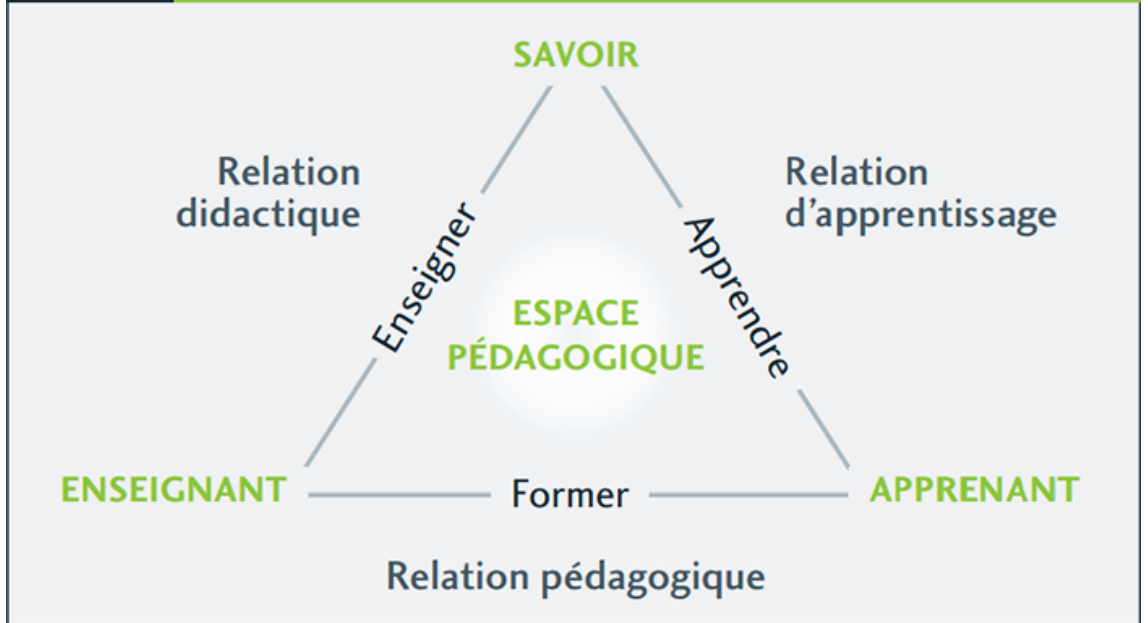 SAVOIR
Relation
didactique
Relation
d’apprentissage
Enseigner
Apprendre
ESPACE
PÉDAGOGIQUE
ENSEIGNANT
Former
APPRENANT
Relation pédagogique